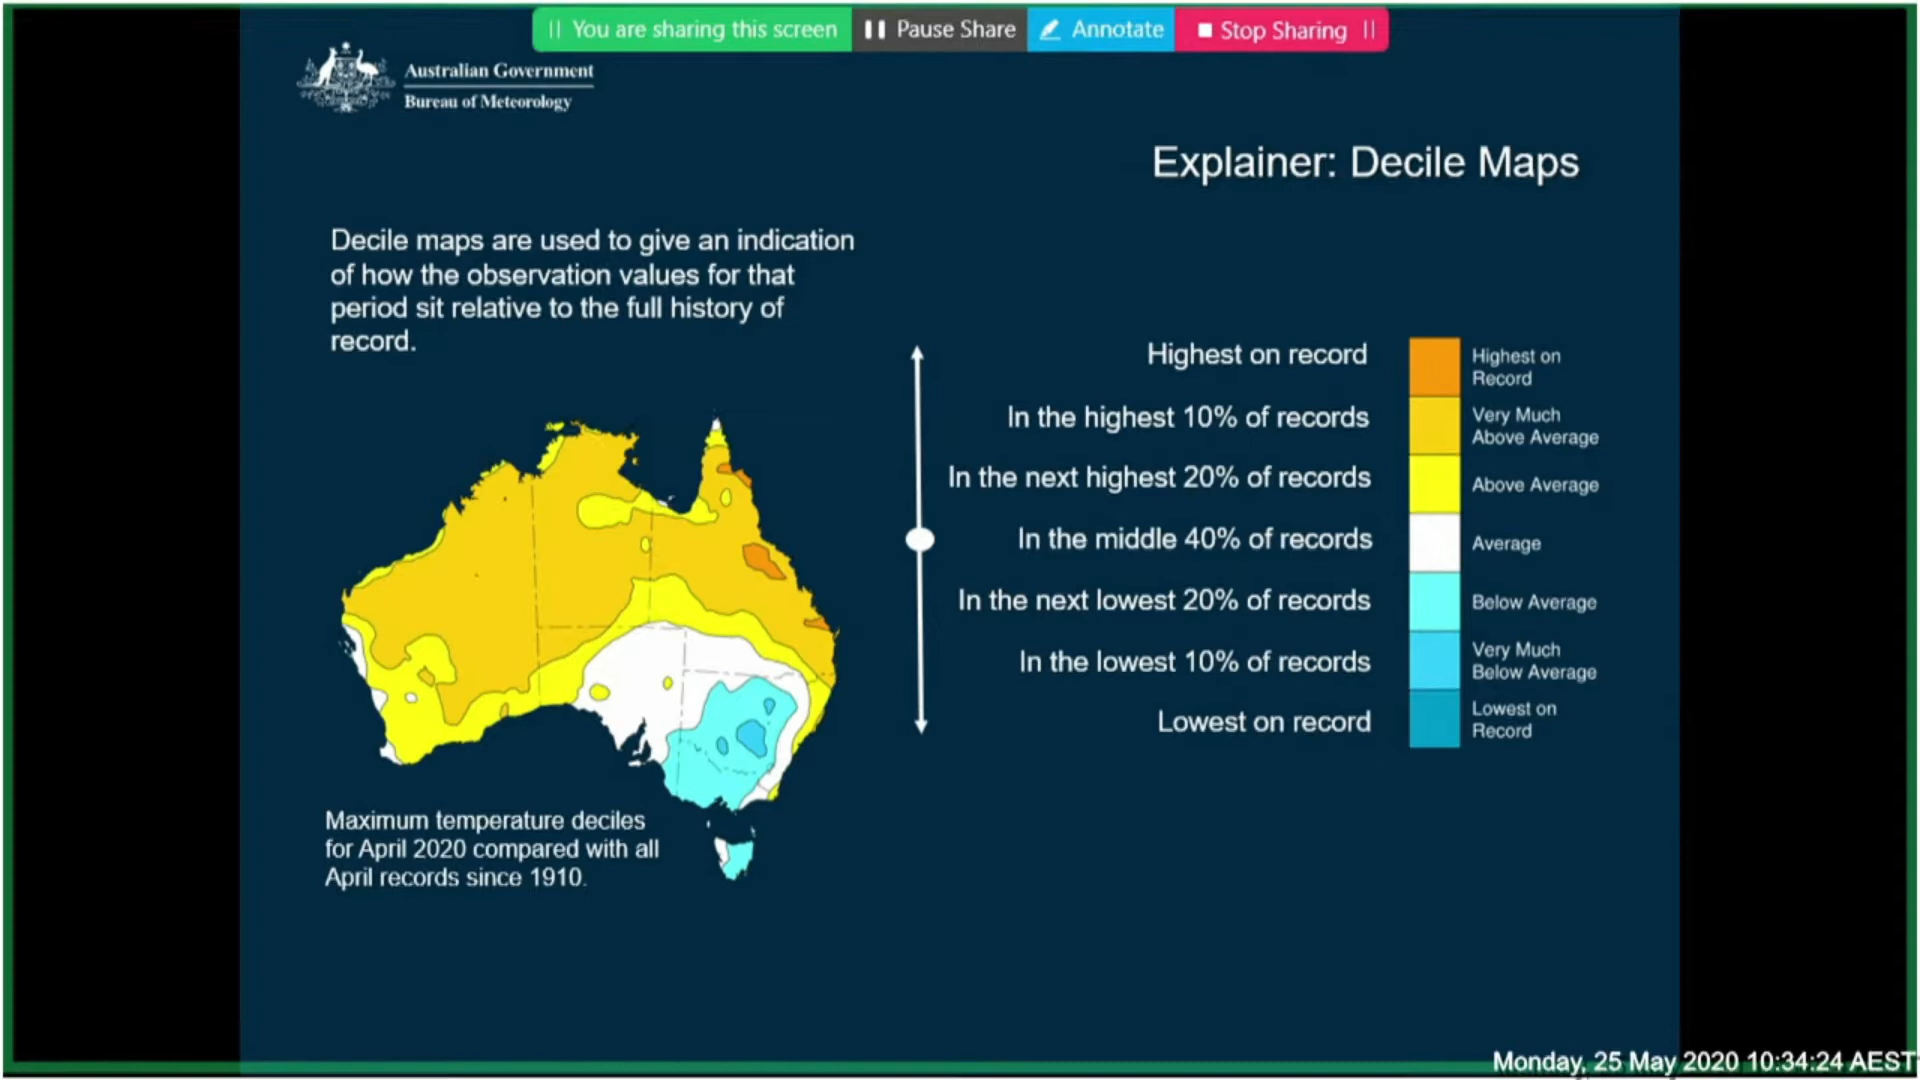 You are sharing this screen
Pause Share
Annotate
Stop Sharing
Australian Government
Bureau of Meteorology
Explainer: Decile Maps
Decile maps are used to give an indication
of how the observation values for that
period sit relative to the full history of
record.
Highest on record
In the highest 10% of records
In the next highest 20% of records
In the middle 40% of records
In the next lowest 20% of records
In the lowest 10% of records
Lowest on record
Highest on
Record
Very Much
Above Average
Above Average
Average
Below Average
Very Much
Below Average
Lowest on
Record
Maximum temperature deciles
for April 2020 compared with all
April records since 1910.
Monday, 25 May 2020 10:34:24 AEST